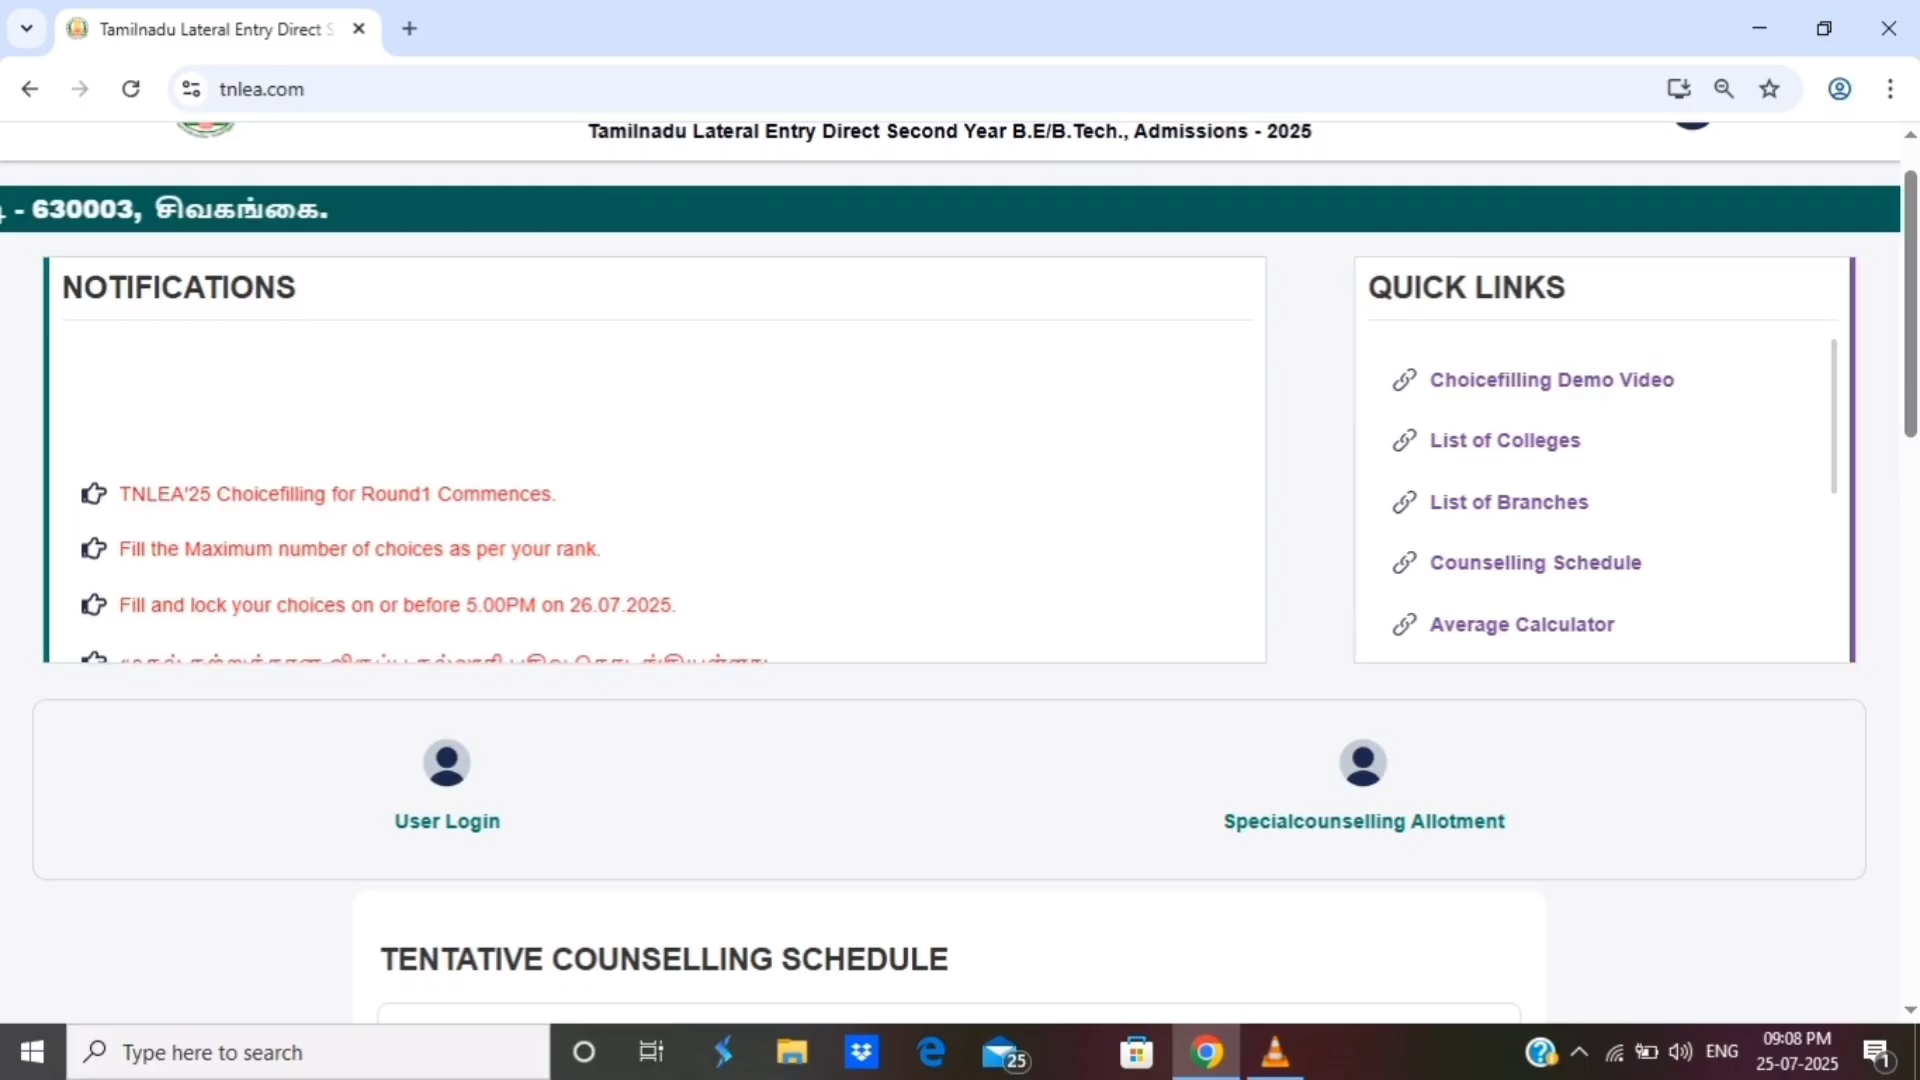 Tamilnadu Lateral Entry Direct S
tnlea.com
Tamilnadu Lateral Entry Direct Second Year B.E/B.Tech., Admissions - 2025
- 630003, சிவகங்கை.
NOTIFICATIONS
TNLEA'25 Choicefilling for Round1 Commences.
Fill the Maximum number of choices as per your rank.
Fill and lock your choices on or before 5.00PM on 26.07.2025.
QUICK LINKS
Choicefilling Demo Video
List of Colleges
List of Branches
Counselling Schedule
Average Calculator
User Login
Specialcounselling Allotment
TENTATIVE COUNSELLING SCHEDULE
Type here to search
25
ENG
09:08 PM
25-07-2025
1